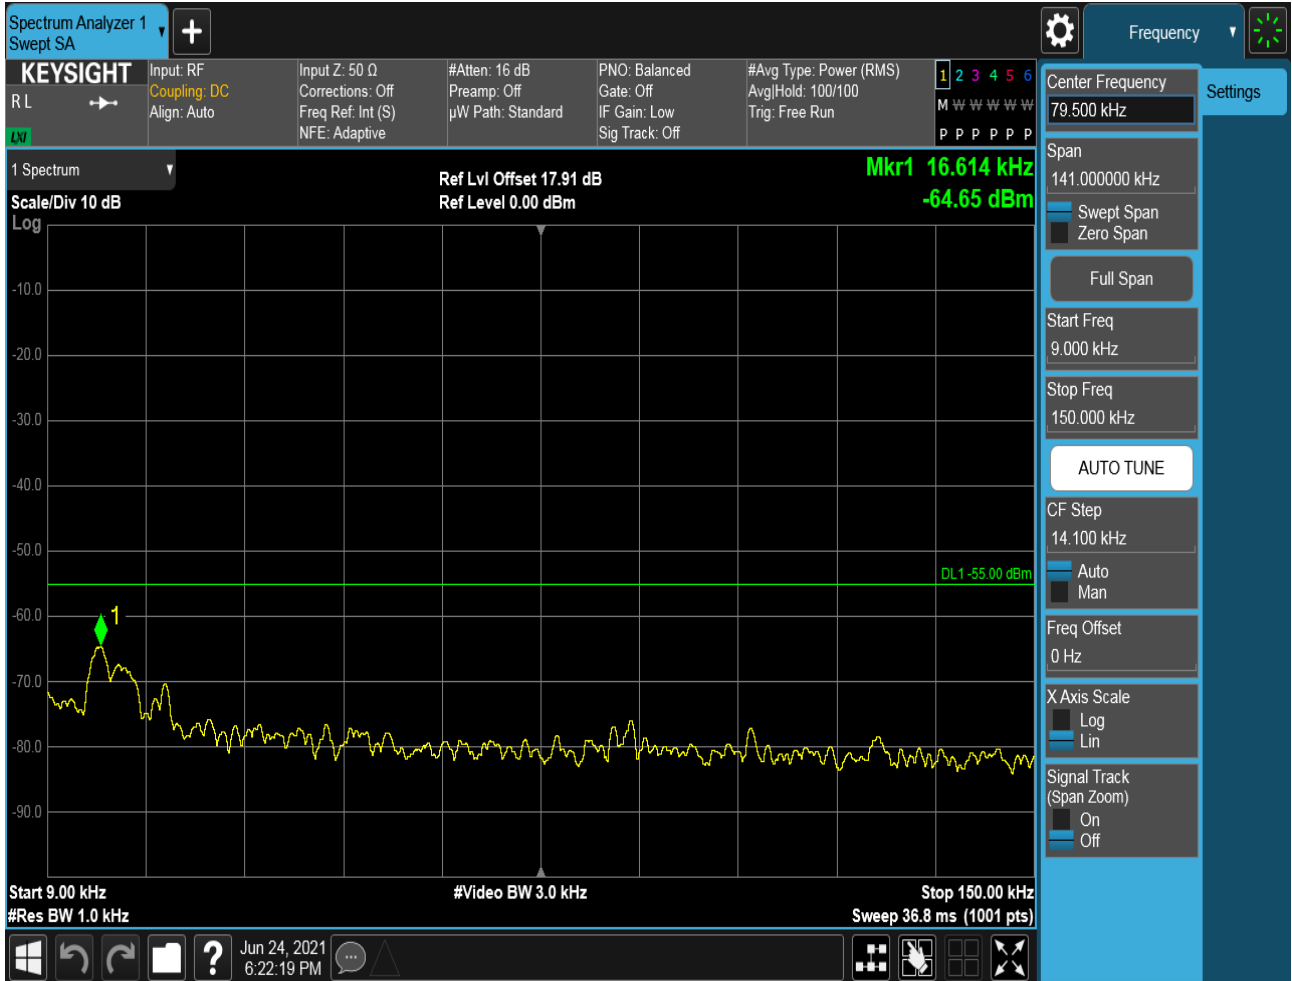 Spectrum Analyzer 1
Swept SA
Frequency
KEYSIGHT
R L
LXI
Input: RF
Coupling: DC
Align: Auto
Input Z: 50 Ω
Corrections: Off
Freq Ref: Int (S)
NFE: Adaptive
#Atten: 16 dB
Preamp: Off
µW Path: Standard
PNO: Balanced
Gate: Off
IF Gain: Low
Sig Track: Off
#Avg Type: Power (RMS)
Avg|Hold: 100/100
Trig: Free Run
1 2 3 4 5 6
M W W W W W
P P P P P P
1 Spectrum
Scale/Div 10 dB
Log
Ref Lvl Offset 17.91 dB
Ref Level 0.00 dBm
Mkr1 16.614 kHz
-64.65 dBm
-10.0
-20.0
-30.0
-40.0
-50.0
DL1 -55.00 dBm
-60.0
1
-70.0
-80.0
-90.0
Start 9.00 kHz
#Res BW 1.0 kHz
#Video BW 3.0 kHz
Stop 150.00 kHz
Sweep 36.8 ms (1001 pts)
?
Jun 24, 2021
6:22:19 PM
Center Frequency
79.500 kHz
Settings
Span
141.000000 kHz
Swept Span
Zero Span
Full Span
Start Freq
9.000 kHz
Stop Freq
150.000 kHz
AUTO TUNE
CF Step
14.100 kHz
Auto
Man
Freq Offset
0 Hz
X Axis Scale
Log
Lin
Signal Track
(Span Zoom)
On
Off